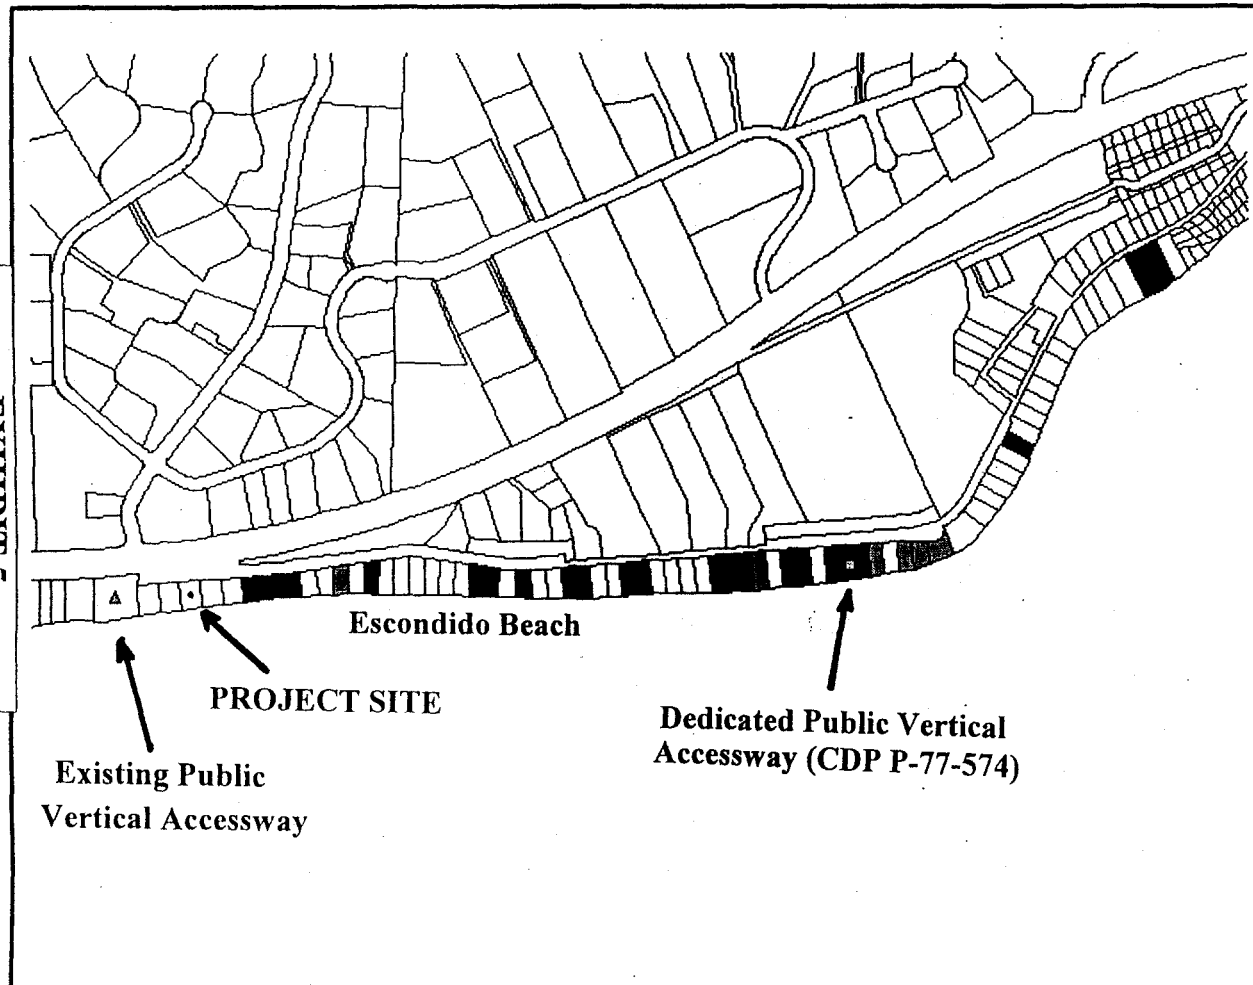 Escondido Beach
PROJECT SITE
Dedicated Public Vertical
Accessway (CDP P-77-574)
Existing Public
Vertical Accessway